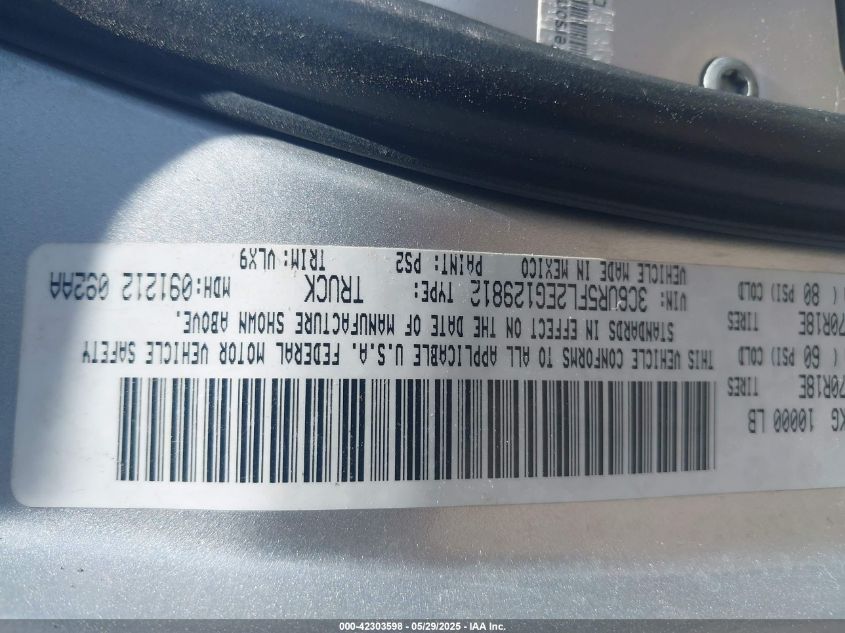 KG 10000 LB
70R18E TIRES
( 60 PSI) COLD
70R18E TIRES
( 80 PSI) COLD
THIS VEHICLE CONFORMS TO ALL APPLICABLE U.S.A. FEDERAL MOTOR VEHICLE SAFETY
STANDARDS IN EFFECT ON THE DATE OF MANUFACTURE SHOWN ABOVE.
VIN: 3C6UR5FL2EG129812 TYPE: TRUCK MDH:091212 092AA
VEHICLE MADE IN MEXICO PAINT: PS2 TRIM: VLX9
000-42303598 - 05/29/2025 - IAA Inc.